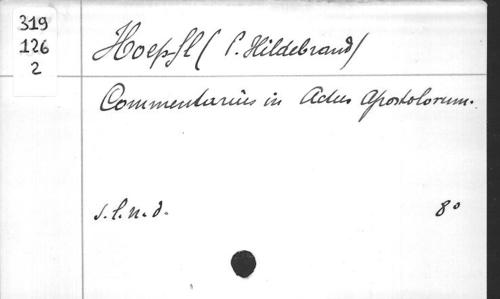 319
126
2
Hoepfl ( P. Hildebrand)
Commentarius in Actus Apostolorum.
s.l.n.d. 8°